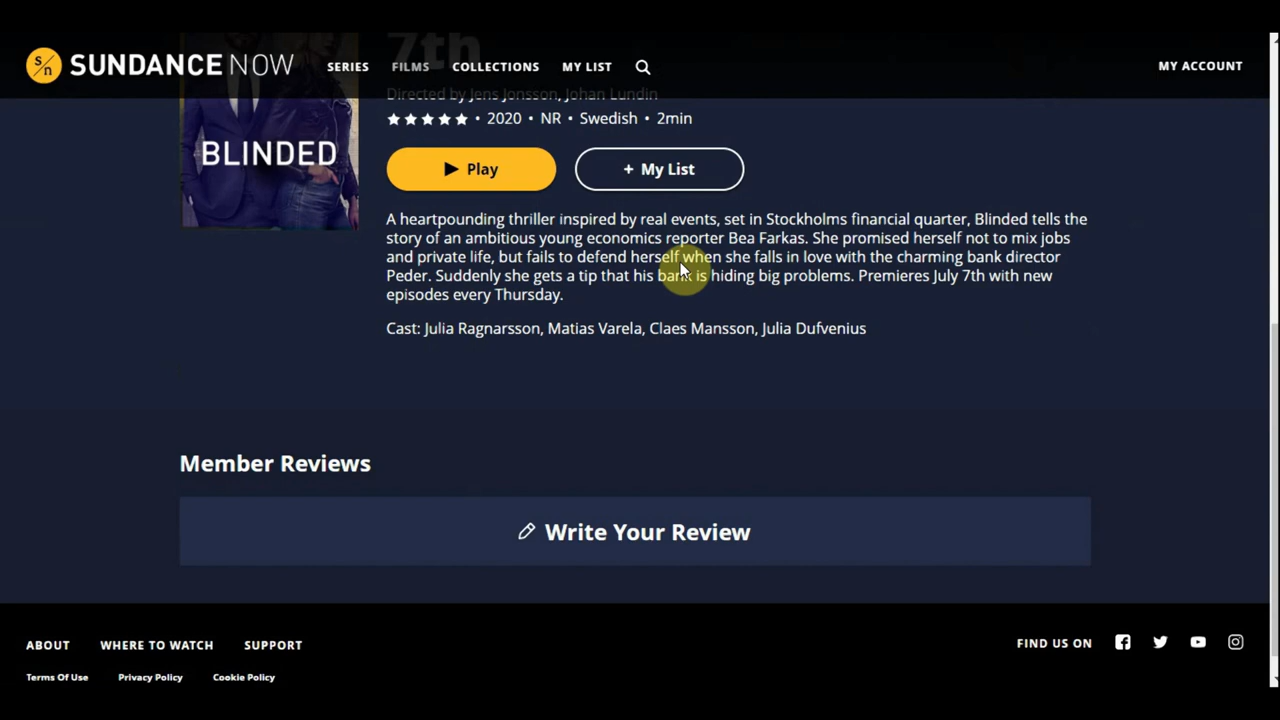 S/n SUNDANCE NOW SERIES FILMS COLLECTIONS MY LIST MY ACCOUNT
7th
Directed by Jens Jonsson, Johan Lundin
• 2020 • NR • Swedish • 2min
BLINDED
Play + My List
A heartpounding thriller inspired by real events, set in Stockholms financial quarter, Blinded tells the
story of an ambitious young economics reporter Bea Farkas. She promised herself not to mix jobs
and private life, but fails to defend herself when she falls in love with the charming bank director
Peder. Suddenly she gets a tip that his bank is hiding big problems. Premieres July 7th with new
episodes every Thursday.
Cast: Julia Ragnarsson, Matias Varela, Claes Mansson, Julia Dufvenius
Member Reviews
Write Your Review
ABOUT WHERE TO WATCH SUPPORT FIND US ON
Terms Of Use Privacy Policy Cookie Policy